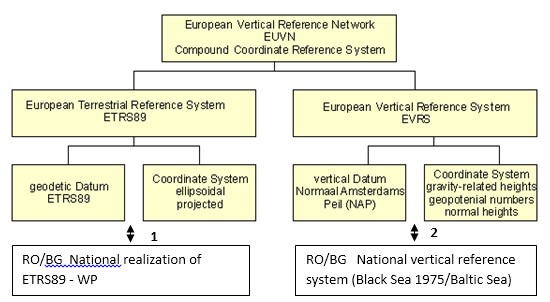 European Vertical Reference Network
EUVN
Compound Coordinate Reference System
European Terrestrial Reference System
ETRS89
European Vertical Reference System
EVRS
geodetic Datum
ETRS89
Coordinate System
ellipsoidal
projected
vertical Datum
Normaal Amsterdams
Peil (NAP)
Coordinate System
gravity-related heights
geopotenial numbers
normal heights
1
2
RO/BG National realization of
ETRS89 - WP
RO/BG National vertical reference
system (Black Sea 1975/Baltic Sea)